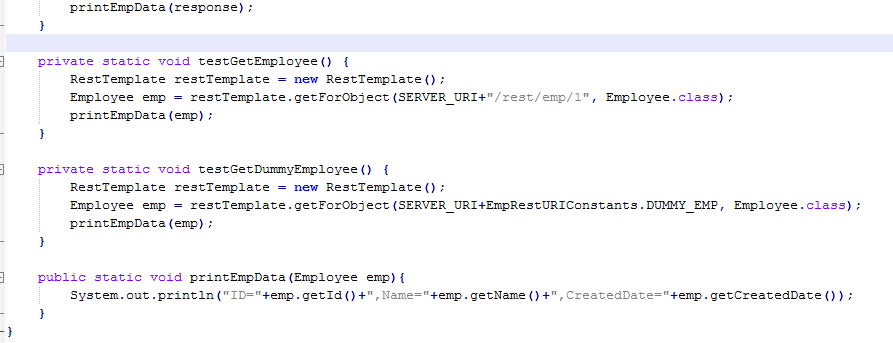 printEmpData(response);
}
private static void testGetEmployee() {
RestTemplate restTemplate = new RestTemplate();
Employee emp = restTemplate.getForObject(SERVER_URI+"/rest/emp/1", Employee.class);
printEmpData(emp);
}
private static void testGetDummyEmployee() {
RestTemplate restTemplate = new RestTemplate();
Employee emp = restTemplate.getForObject(SERVER_URI+EmpRestURIConstants.DUMMY_EMP, Employee.class);
printEmpData(emp);
}
public static void printEmpData(Employee emp){
System.out.println("ID="+emp.getId()+",Name="+emp.getName()+",CreatedDate="+emp.getCreatedDate());
}
}